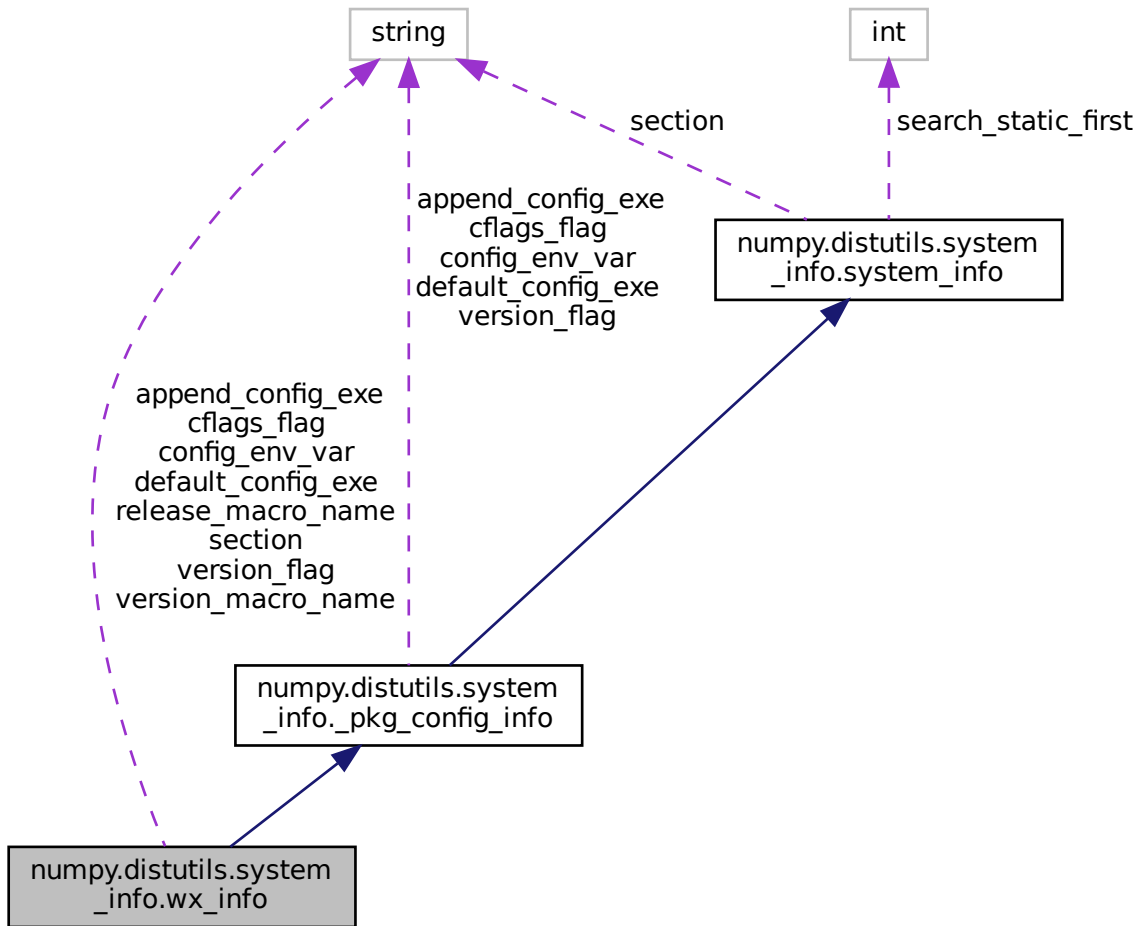 string
int
section
search_static_first
append_config_exe
cflags_flag
config_env_var
default_config_exe
version_flag
numpy.distutils.system
_info.system_info
append_config_exe
cflags_flag
config_env_var
default_config_exe
release_macro_name
section
version_flag
version_macro_name
numpy.distutils.system
_info._pkg_config_info
numpy.distutils.system
_info.wx_info